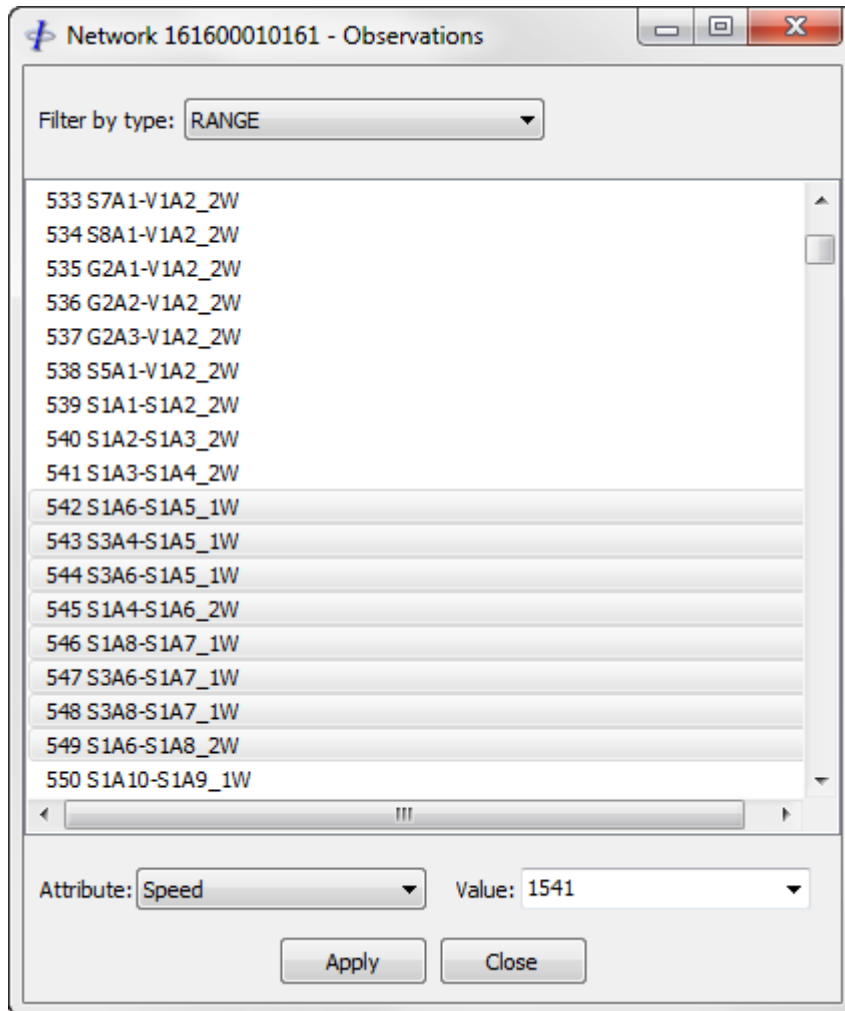 Network 161600010161 - Observations
Filter by type: RANGE
533 S7A1-V1A2_2W
534 S8A1-V1A2_2W
535 G2A1-V1A2_2W
536 G2A2-V1A2_2W
537 G2A3-V1A2_2W
538 S5A1-V1A2_2W
539 S1A1-S1A2_2W
540 S1A2-S1A3_2W
541 S1A3-S1A4_2W
542 S1A6-S1A5_1W
543 S3A4-S1A5_1W
544 S3A6-S1A5_1W
545 S1A4-S1A6_2W
546 S1A8-S1A7_1W
547 S3A6-S1A7_1W
548 S3A8-S1A7_1W
549 S1A6-S1A8_2W
550 S1A10-S1A9_1W
Attribute: Speed Value: 1541
Apply Close